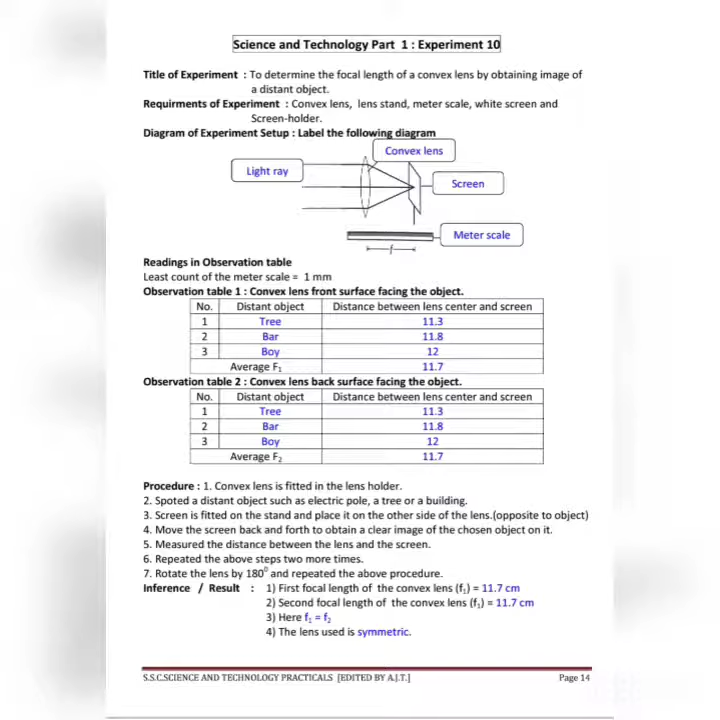 Science and Technology Part 1 : Experiment 10
Title of Experiment : To determine the focal length of a convex lens by obtaining image of
a distant object.
Requirments of Experiment : Convex lens, lens stand, meter scale, white screen and
Screen-holder.
Diagram of Experiment Setup : Label the following diagram
Convex lens
Light ray
Screen
Meter scale
f
Readings in Observation table
Least count of the meter scale = 1 mm
Observation table 1 : Convex lens front surface facing the object.
No. Distant object Distance between lens center and screen
1 Tree 11.3
2 Bar 11.8
3 Boy 12
Average F₁ 11.7
Observation table 2 : Convex lens back surface facing the object.
No. Distant object Distance between lens center and screen
1 Tree 11.3
2 Bar 11.8
3 Boy 12
Average F₂ 11.7
Procedure : 1. Convex lens is fitted in the lens holder.
2. Spoted a distant object such as electric pole, a tree or a building.
3. Screen is fitted on the stand and place it on the other side of the lens.(opposite to object)
4. Move the screen back and forth to obtain a clear image of the chosen object on it.
5. Measured the distance between the lens and the screen.
6. Repeated the above steps two more times.
7. Rotate the lens by 180⁰ and repeated the above procedure.
Inference / Result : 1) First focal length of the convex lens (f₁) = 11.7 cm
2) Second focal length of the convex lens (f₁) = 11.7 cm
3) Here f₁ = f₂
4) The lens used is symmetric.
S.S.C.SCIENCE AND TECHNOLOGY PRACTICALS [EDITED BY A.J.T.] Page 14